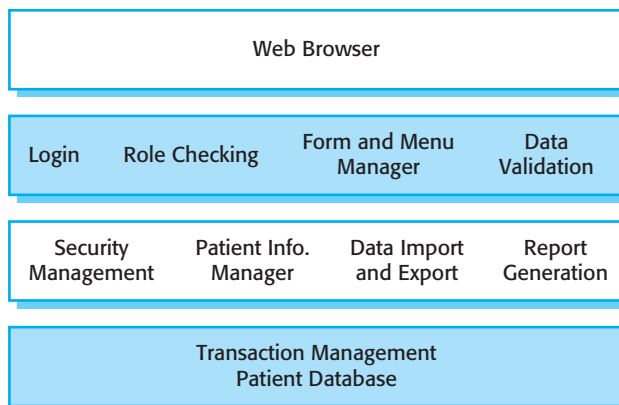 Web Browser
Login Role Checking Form and Menu Data
Manager Validation
Security Patient Info. Data Import Report
Management Manager and Export Generation
Transaction Management
Patient Database